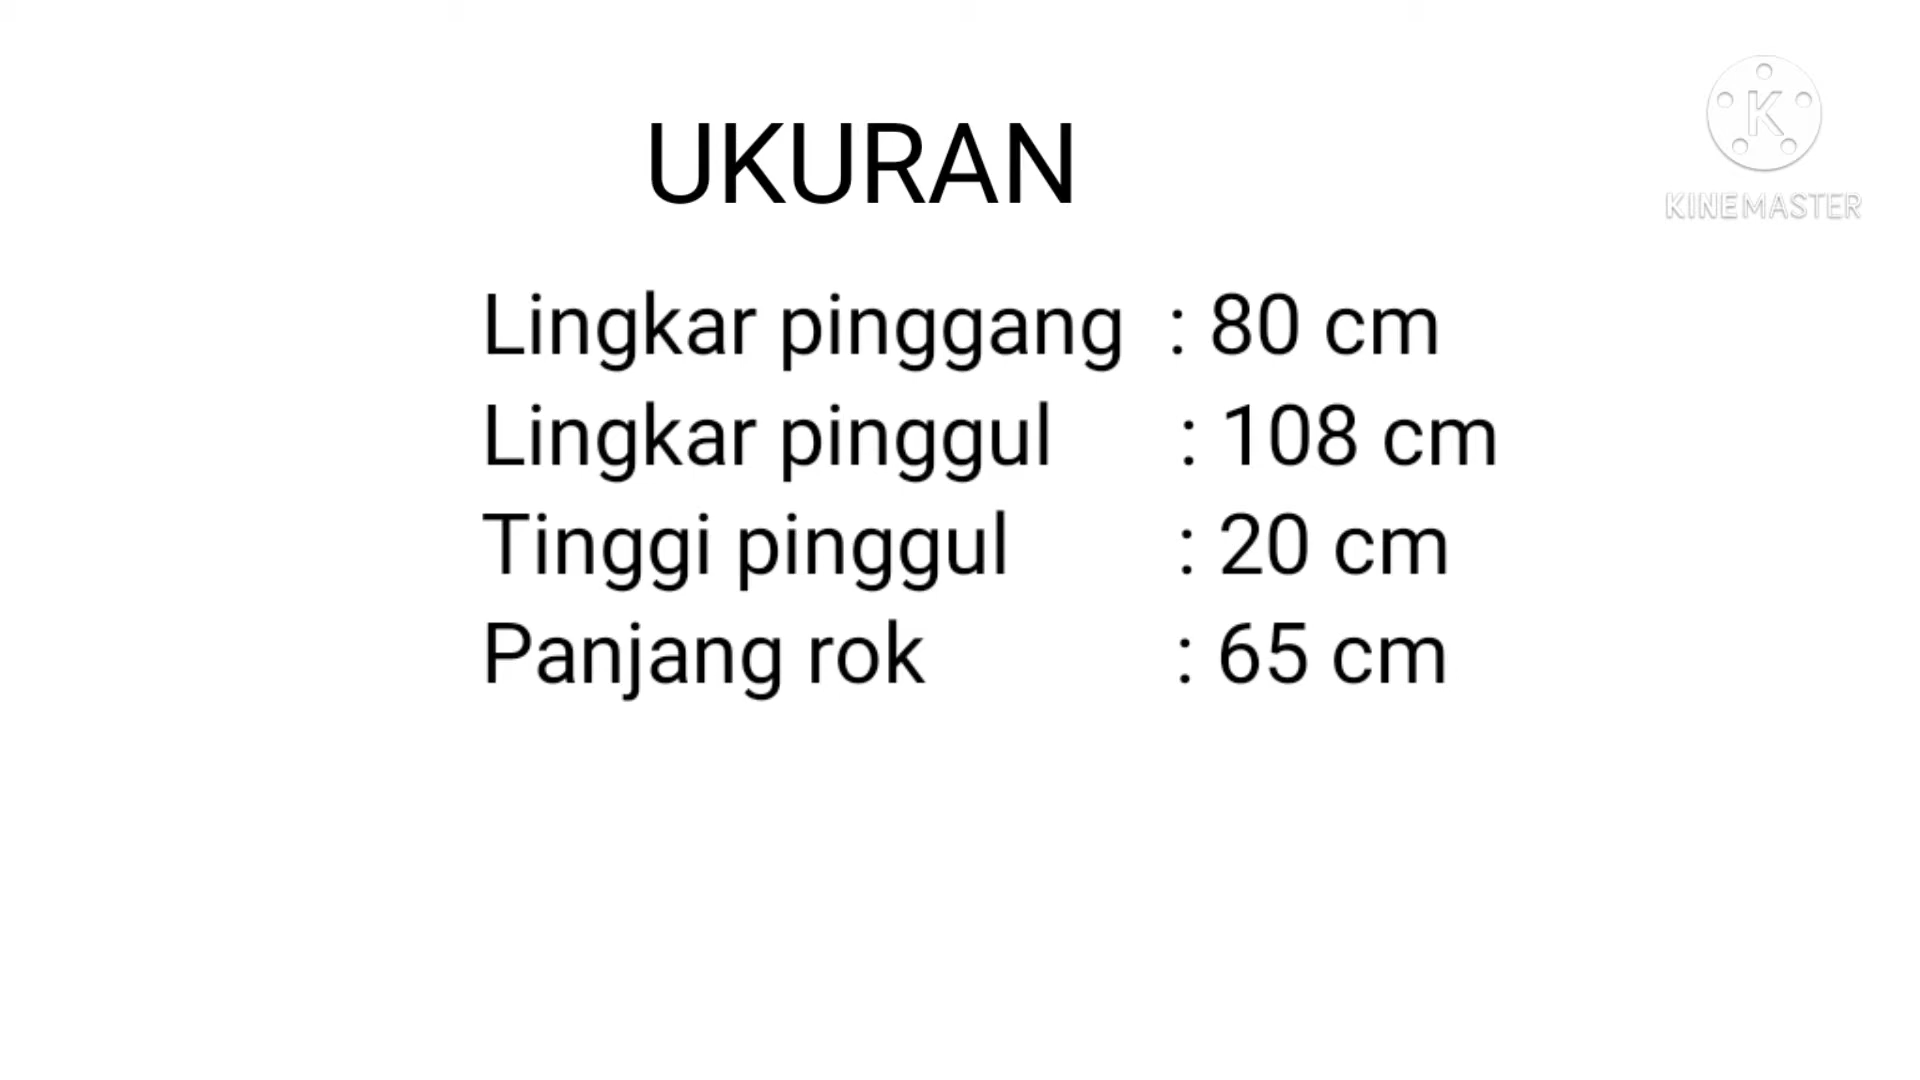 UKURAN
K
KINEMASTER
Lingkar pinggang : 80 cm
Lingkar pinggul : 108 cm
Tinggi pinggul : 20 cm
Panjang rok : 65 cm